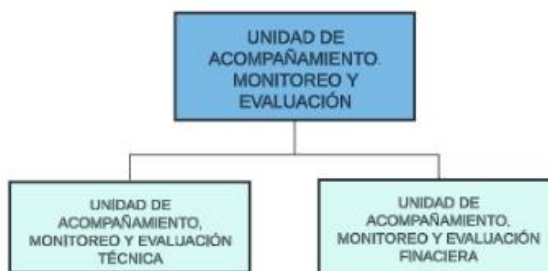 UNIDAD DE
ACOMPAÑAMIENTO.
MONITOREO Y
EVALUACIÓN
UNIDAD DE
ACOMPAÑAMIENTO,
MONITOREO Y EVALUACIÓN
TÉCNICA
UNIDAD DE
ACOMPAÑAMIENTO,
MONITOREO Y EVALUACIÓN
FINACIERA